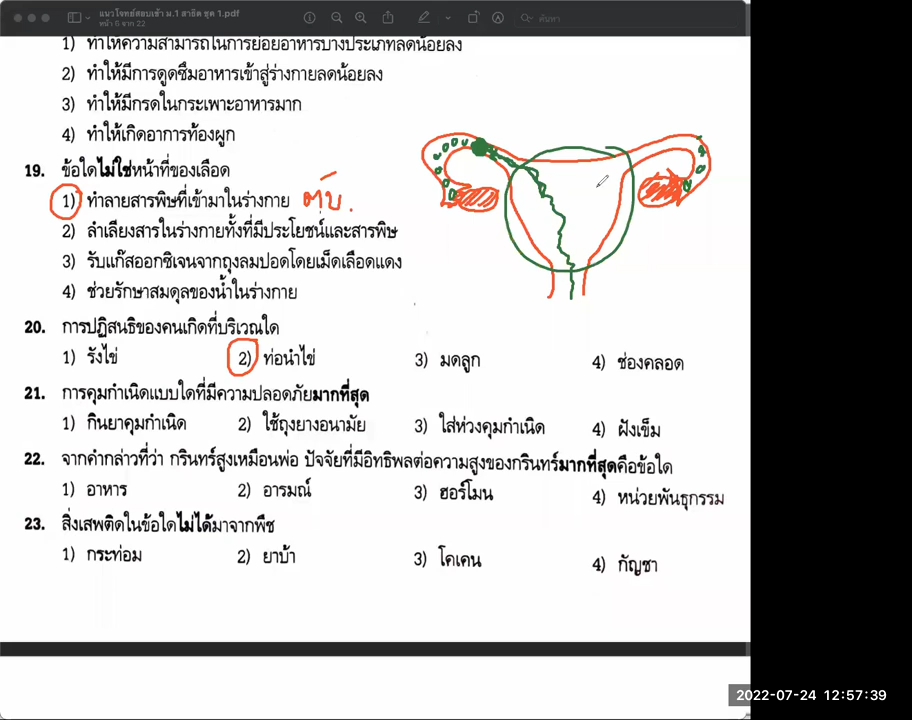 แนวโจทย์สอบเข้า ม.1 สาธิต ชุด 1.pdf
หน้า 6 จาก 22
ค้นหา
1) ทำให้ความสามารถในการย่อยอาหารบางประเภทลดน้อยลง
2) ทำให้มีการดูดซึมอาหารเข้าสู่ร่างกายลดน้อยลง
3) ทำให้มีกรดในกระเพาะอาหารมาก
4) ทำให้เกิดอาการท้องผูก
19. ข้อใดไม่ใช่หน้าที่ของเลือด
1) ทำลายสารพิษที่เข้ามาในร่างกาย ตับ.
2) ลำเลียงสารในร่างกายทั้งที่มีประโยชน์และสารพิษ
3) รับแก๊สออกซิเจนจากถุงลมปอดโดยเม็ดเลือดแดง
4) ช่วยรักษาสมดุลของน้ำในร่างกาย
20. การปฏิสนธิของคนเกิดที่บริเวณใด
1) รังไข่ 2) ท่อนำไข่ 3) มดลูก 4) ช่องคลอด
21. การคุมกำเนิดแบบใดที่มีความปลอดภัยมากที่สุด
1) กินยาคุมกำเนิด 2) ใช้ถุงยางอนามัย 3) ใส่ห่วงคุมกำเนิด 4) ฝังเข็ม
22. จากคำกล่าวที่ว่า กรินทร์สูงเหมือนพ่อ ปัจจัยที่มีอิทธิพลต่อความสูงของกรินทร์มากที่สุดคือข้อใด
1) อาหาร 2) อารมณ์ 3) ฮอร์โมน 4) หน่วยพันธุกรรม
23. สิ่งเสพติดในข้อใดไม่ได้มาจากพืช
1) กระท่อม 2) ยาบ้า 3) โคเคน 4) กัญชา
2022-07-24 12:57:39